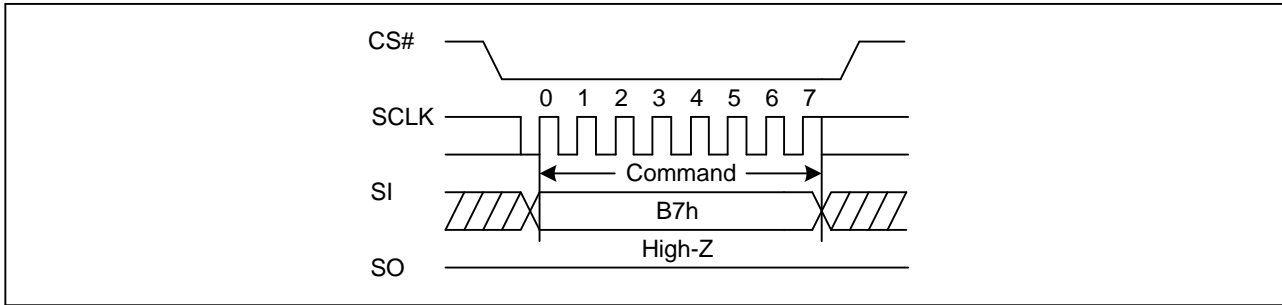 CS#
0 1 2 3 4 5 6 7
SCLK
Command
SI
B7h
High-Z
SO